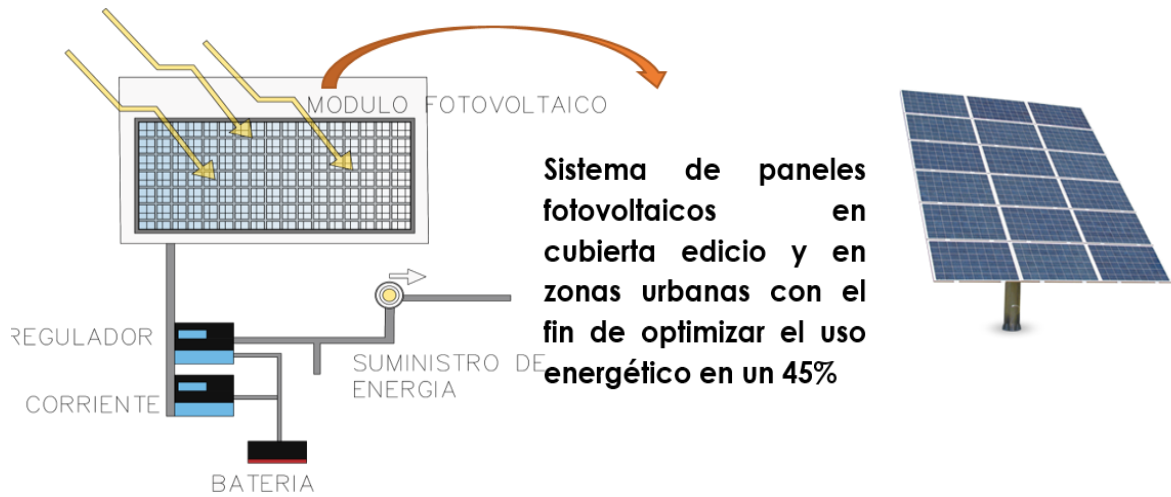 MODULO FOTOVOLTAICO
REGULADOR
CORRIENTE
BATERIA
SUMINISTRO DE
ENERGIA
Sistema de paneles
fotovoltaicos en
cubierta edicio y en
zonas urbanas con el
fin de optimizar el uso
energético en un 45%